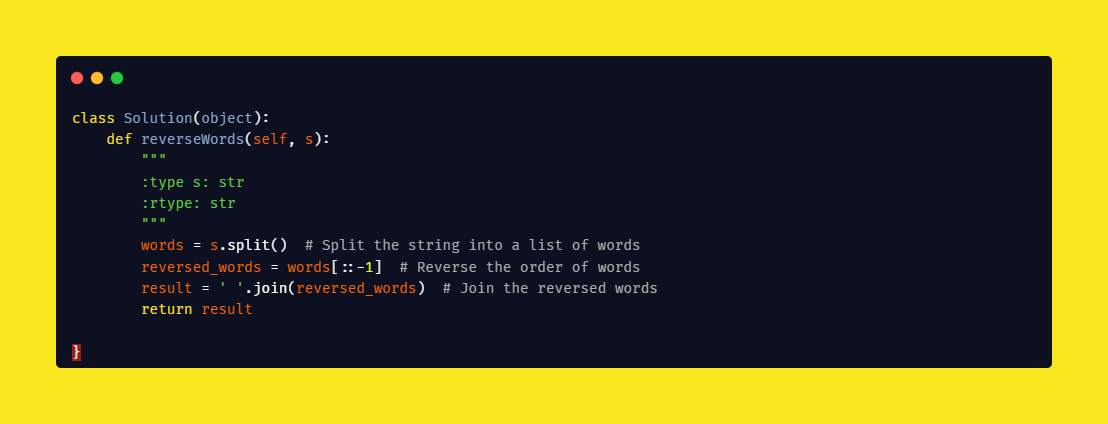 class Solution(object):
    def reverseWords(self, s):
        """
        :type s: str
        :rtype: str
        """
        words = s.split()  # Split the string into a list of words
        reversed_words = words[::-1]  # Reverse the order of words
        result = ' '.join(reversed_words)  # Join the reversed words
        return result

}